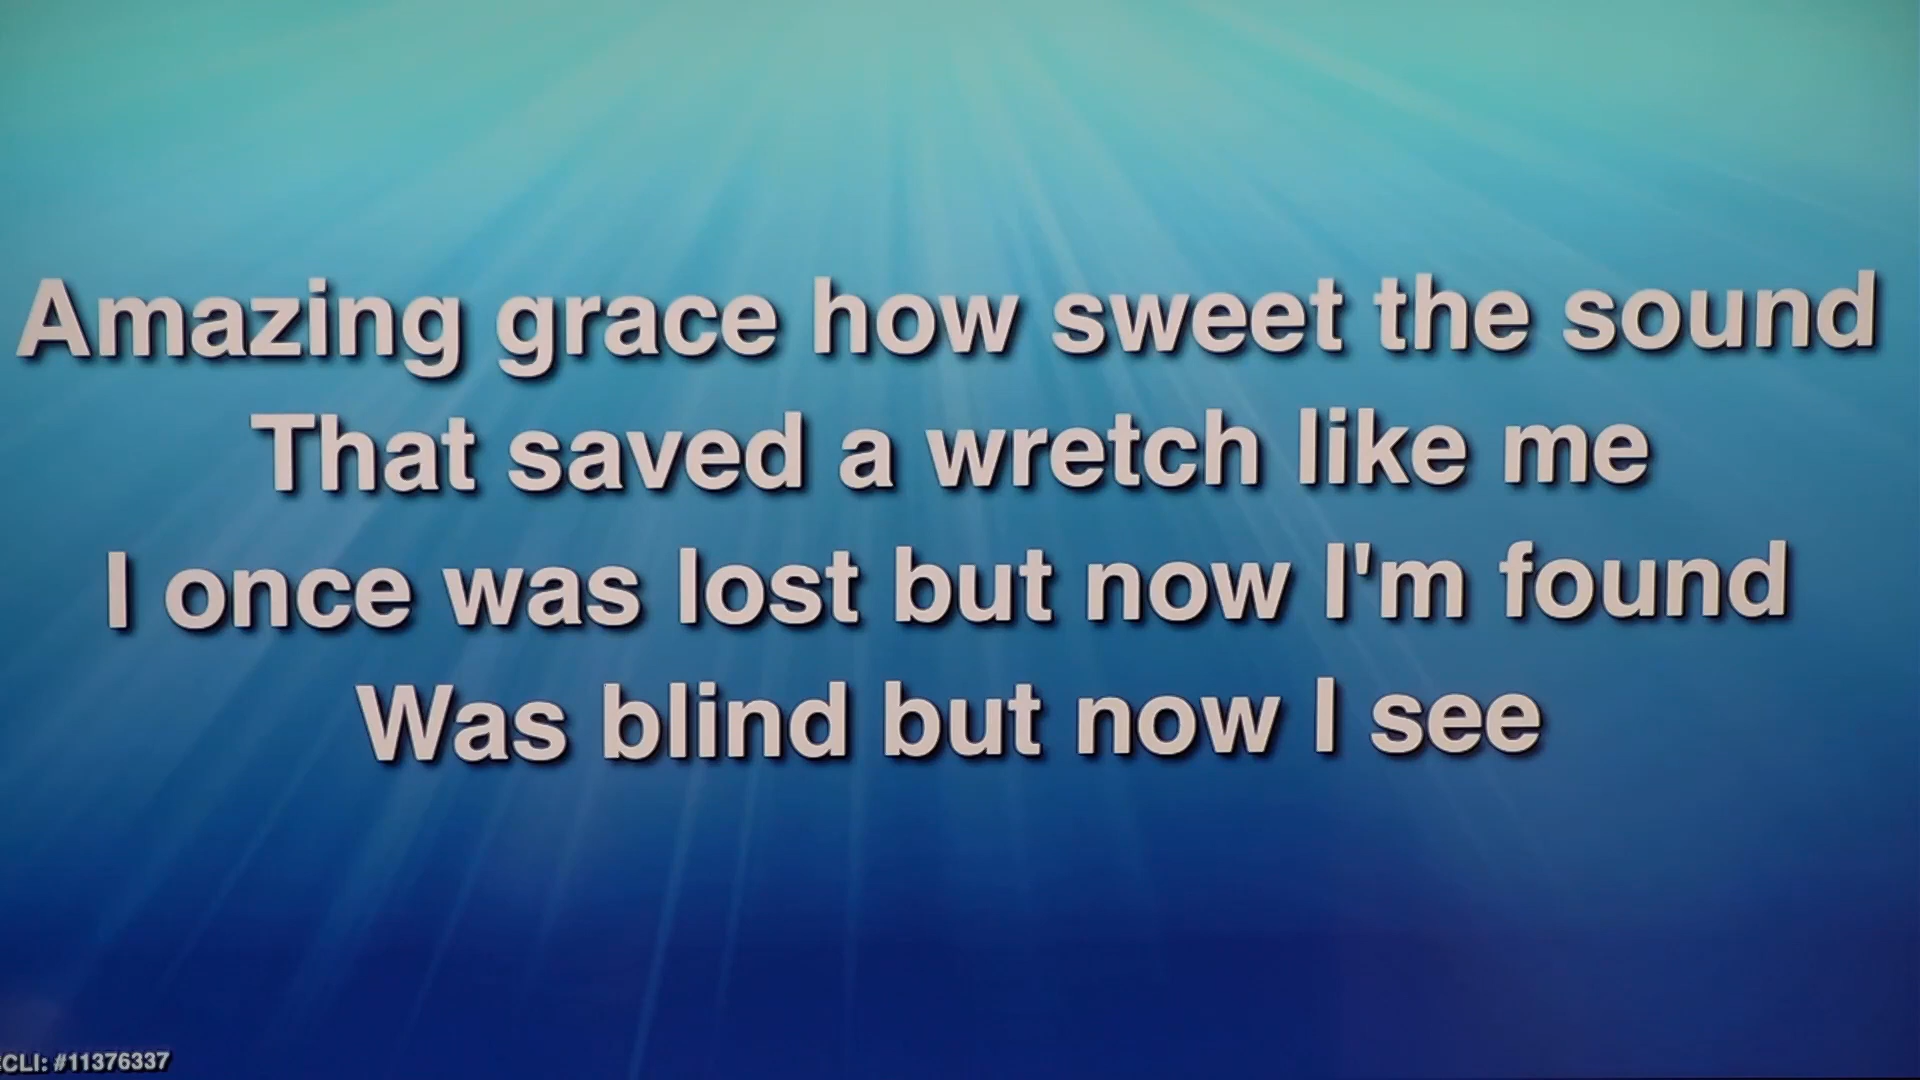 Amazing grace how sweet the sound
That saved a wretch like me
I once was lost but now I'm found
Was blind but now I see
CLI: #11376337